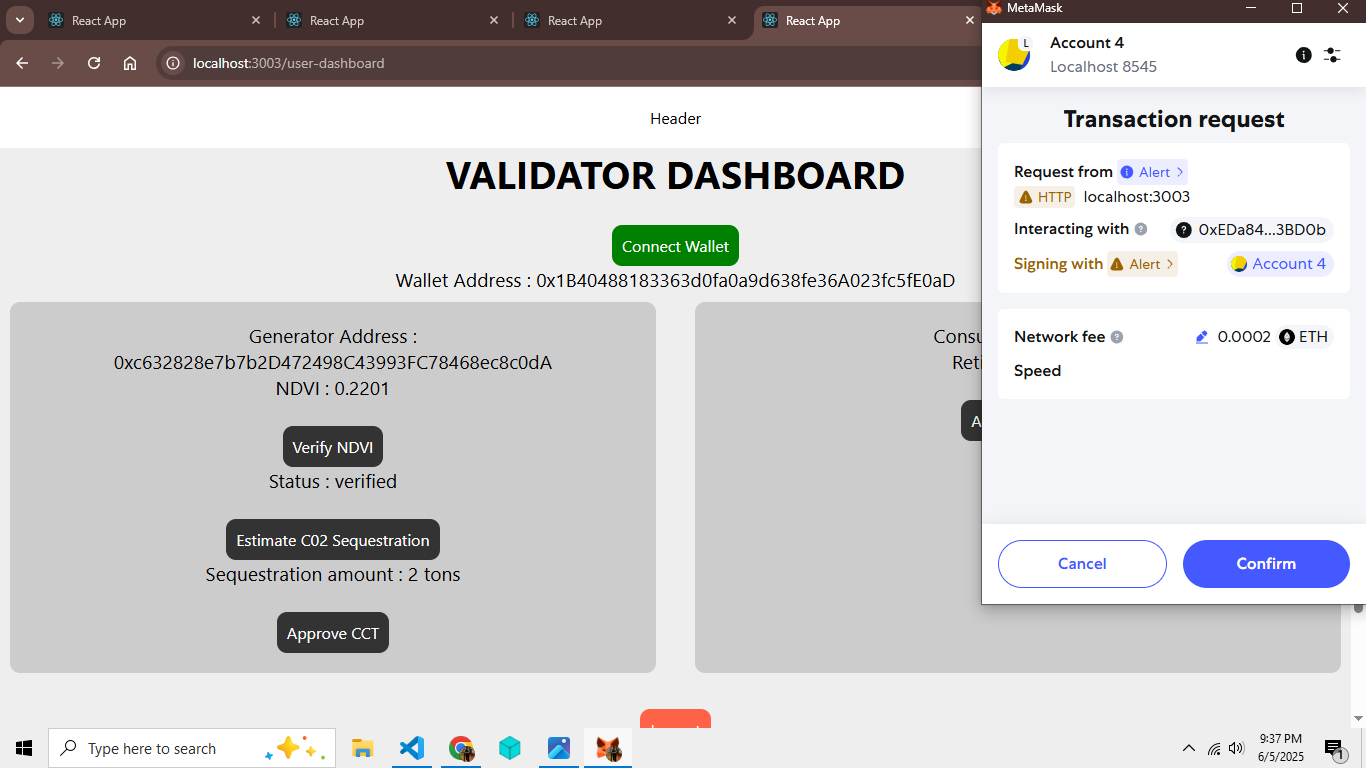 React App
React App
React App
React App
MetaMask
localhost:3003/user-dashboard
Header
VALIDATOR DASHBOARD
Connect Wallet
Wallet Address : 0x1B40488183363d0fa0a9d638fe36A023fc5fE0aD
Generator Address :
0xc632828e7b7b2D472498C43993FC78468ec8c0dA
NDVI : 0.2201
Verify NDVI
Status : verified
Estimate C02 Sequestration
Sequestration amount : 2 tons
Approve CCT
Account 4
Localhost 8545
Transaction request
Request from Alert >
HTTP localhost:3003
Interacting with 0xEDa84...3BD0b
Signing with Alert > Account 4
Network fee 0.0002 ETH
Speed
Cancel Confirm
Type here to search
9:37 PM
6/5/2025
1